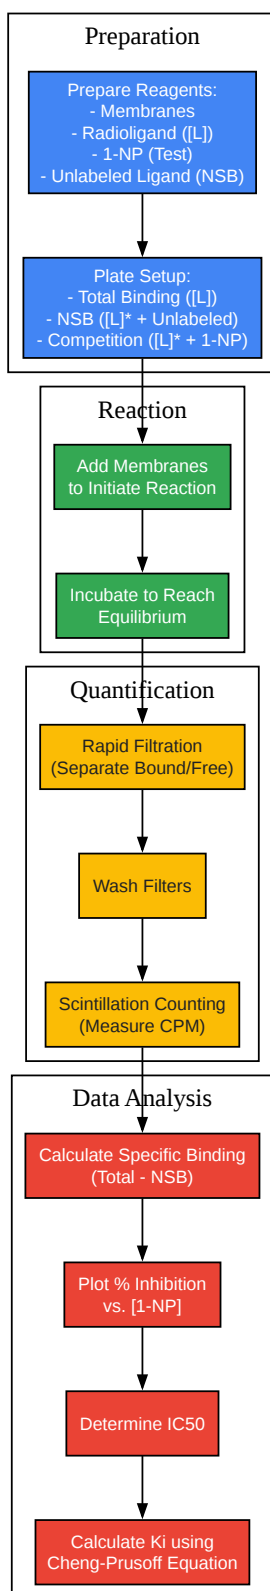 Preparation
Prepare Reagents:
- Membranes
- Radioligand ([L])
- 1-NP (Test)
- Unlabeled Ligand (NSB)
Plate Setup:
- Total Binding ([L])
- NSB ([L]* + Unlabeled)
- Competition ([L]* + 1-NP)
Reaction
Add Membranes
to Initiate Reaction
Incubate to Reach
Equilibrium
Quantification
Rapid Filtration
(Separate Bound/Free)
Wash Filters
Scintillation Counting
(Measure CPM)
Data Analysis
Calculate Specific Binding
(Total - NSB)
Plot % Inhibition
vs. [1-NP]
Determine IC50
Calculate Ki using
Cheng-Prusoff Equation